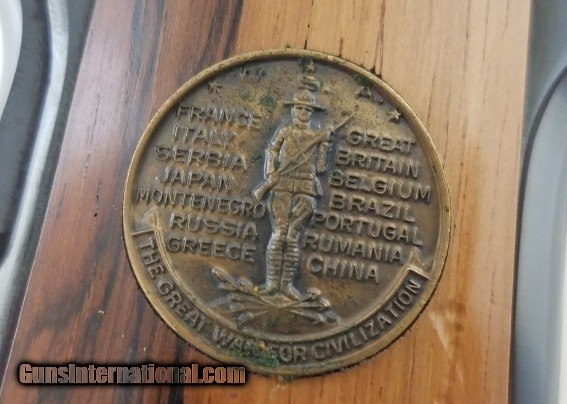 U. S. A.
FRANCE
ITALY
SERBIA
JAPAN
MONTENEGRO
RUSSIA
GREECE
GREAT
BRITAIN
BELGIUM
BRAZIL
PORTUGAL
RUMANIA
CHINA
THE GREAT WAR FOR CIVILIZATION
GunsInternational.com